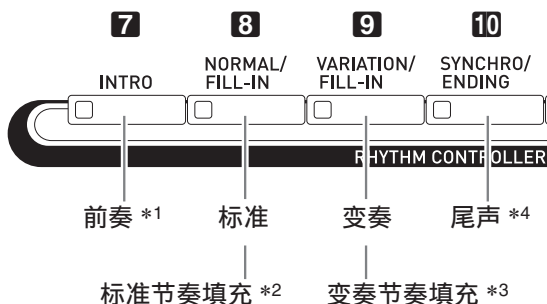 7 8 9 10
INTRO
NORMAL/
FILL-IN
VARIATION/
FILL-IN
SYNCHRO/
ENDING
RHYTHM CONTROLLER
前奏 *1 标准 变奏 尾声 *4
标准节奏填充 *2 变奏节奏填充 *3